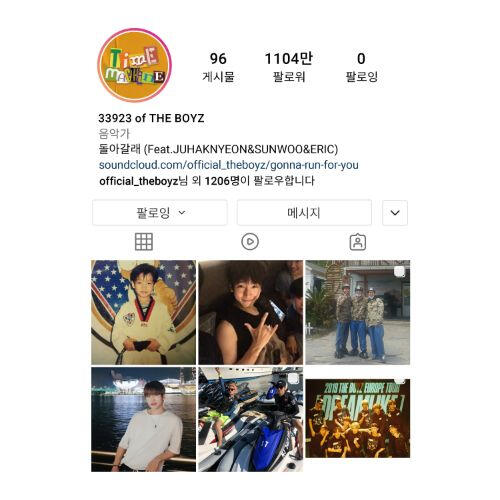 TimE
MACHINE
96 1104만 0
게시물 팔로워 팔로잉
33923 of THE BOYZ
음악가
돌아갈래 (Feat.JUHAKNYEON&SUNWOO&ERIC)
soundcloud.com/official_theboyz/gonna-run-for-you
official_theboyz님 외 1206명이 팔로우합니다
팔로잉 메시지
2019 THE BOYZ EUROPE TOUR
[DREAMLIKE]